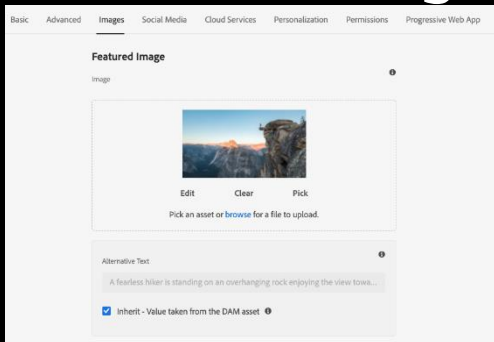 Basic Advanced Images Social Media Cloud Services Personalization Permissions Progressive Web App
Featured Image
Image
Edit Clear Pick
Pick an asset or browse for a file to upload.
Alternative Text
A fearless hiker is standing on an overhanging rock enjoying the view towa...
Inherit - Value taken from the DAM asset